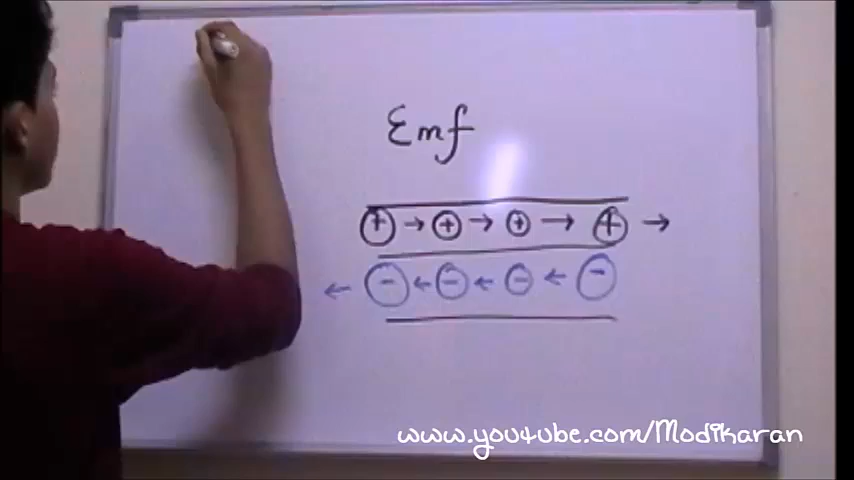 Emf
+ → + → + → + →
← - ← - ← - ← -
www.youtube.com/Modikaran